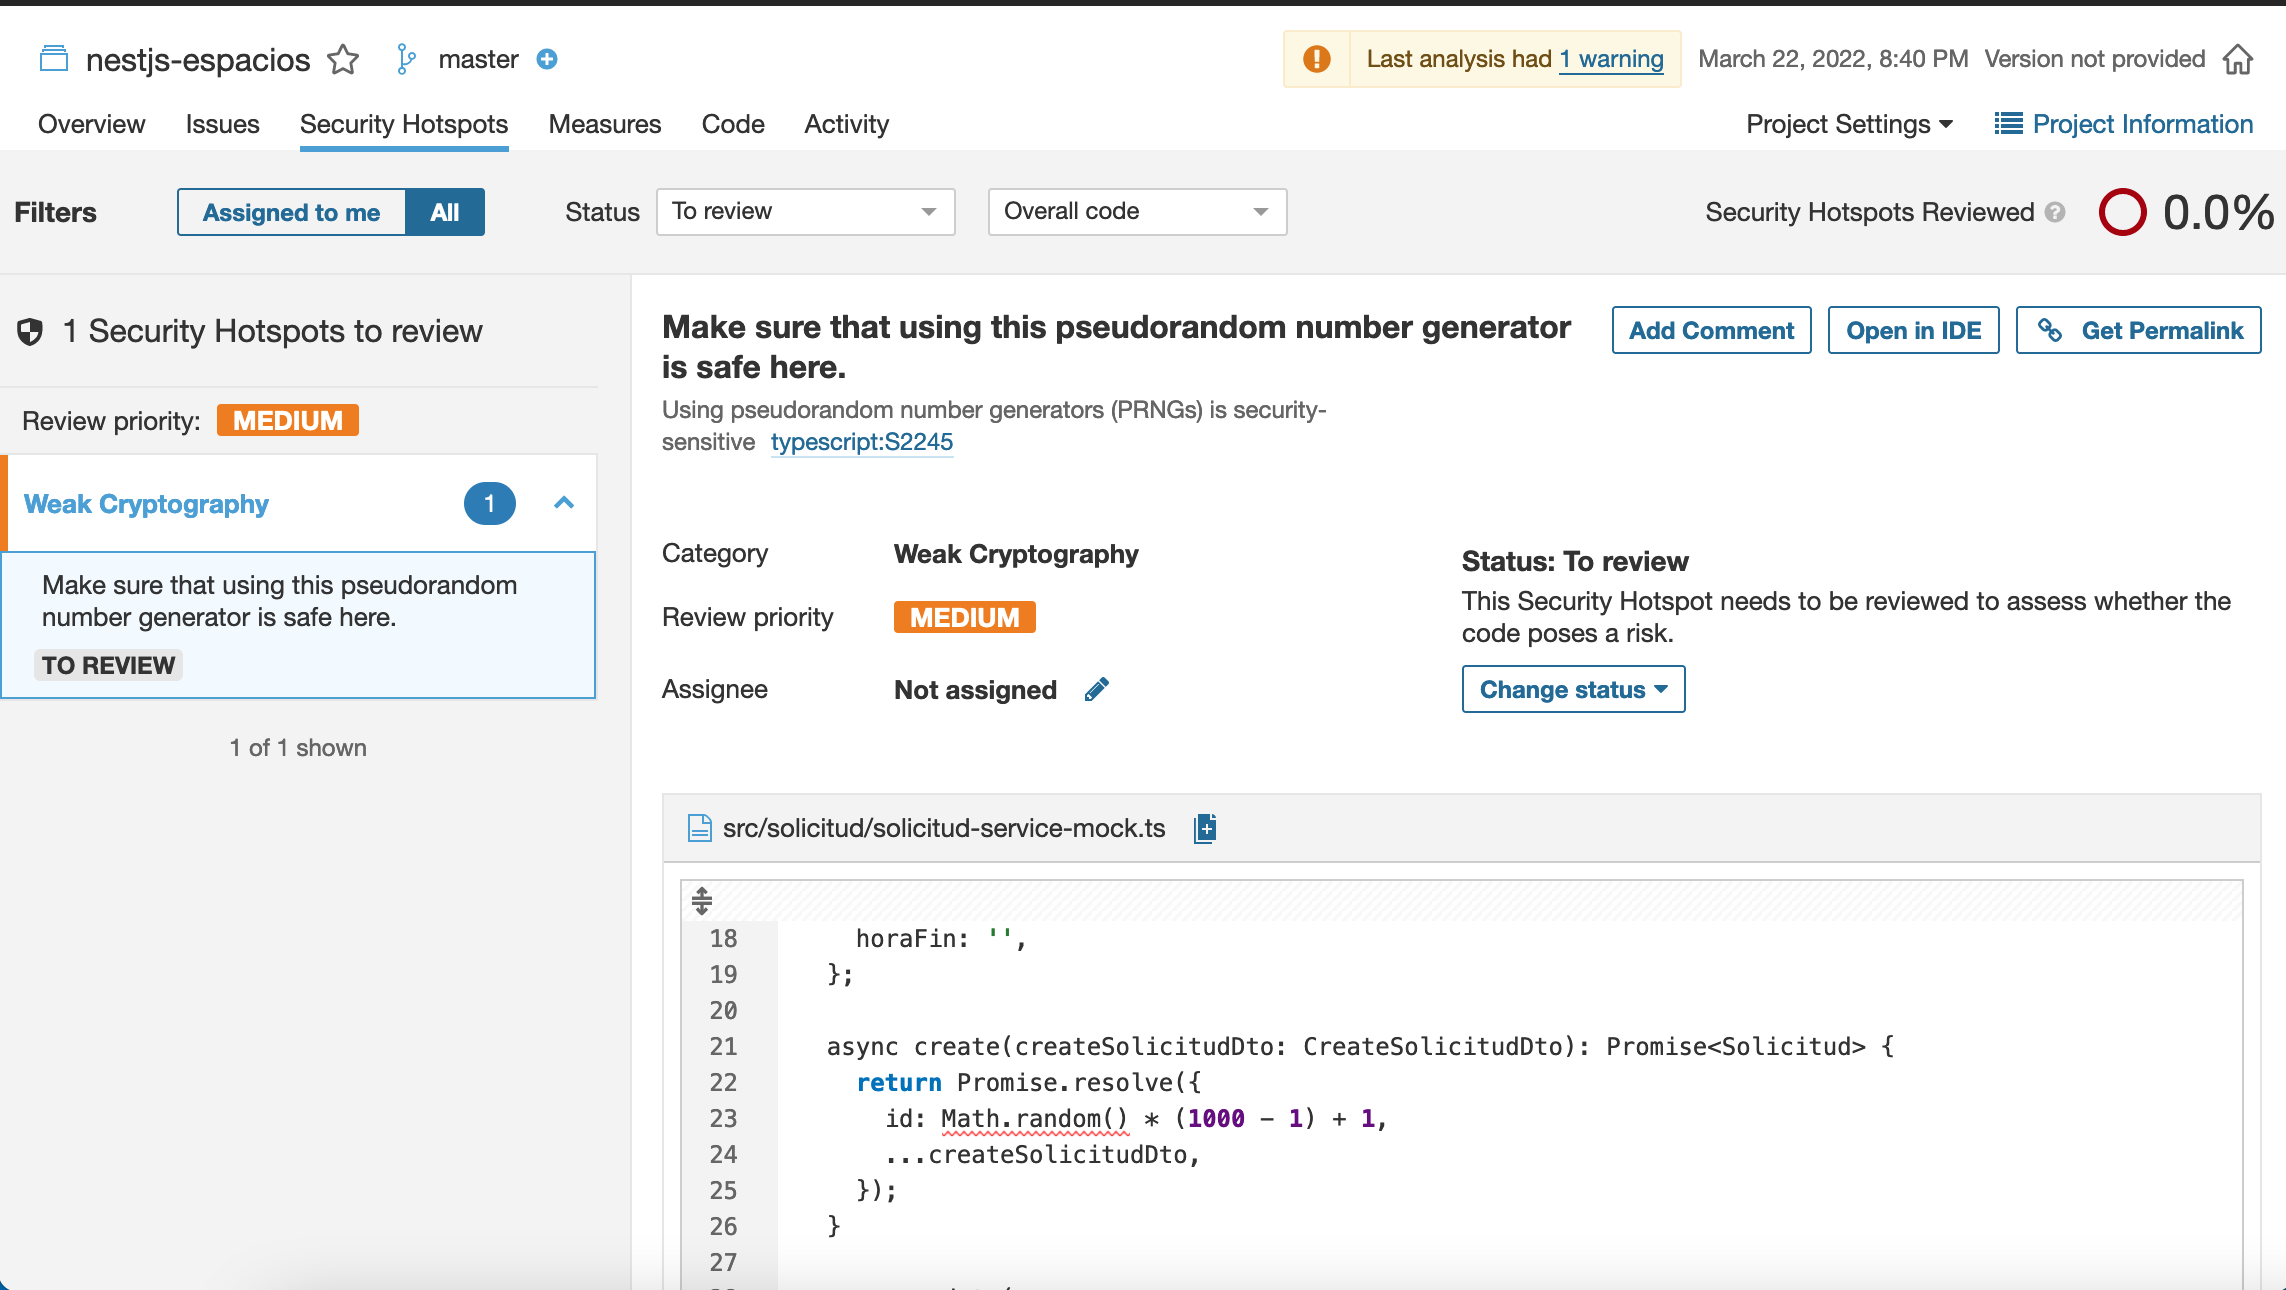 nestjs-espacios master
Last analysis had 1 warning March 22, 2022, 8:40 PM Version not provided
Overview Issues Security Hotspots Measures Code Activity
Project Settings Project Information
Filters Assigned to me All Status To review Overall code Security Hotspots Reviewed ? 0.0%
1 Security Hotspots to review
Review priority: MEDIUM
Weak Cryptography 1
Make sure that using this pseudorandom
number generator is safe here.
TO REVIEW
1 of 1 shown
Make sure that using this pseudorandom number generator
is safe here.
Add Comment Open in IDE Get Permalink
Using pseudorandom number generators (PRNGs) is security-
sensitive typescript:S2245
Category Weak Cryptography
Review priority MEDIUM
Assignee Not assigned
Status: To review
This Security Hotspot needs to be reviewed to assess whether the
code poses a risk.
Change status
src/solicitud/solicitud-service-mock.ts
18 horaFin: '',
19 };
20
21 async create(createSolicitudDto: CreateSolicitudDto): Promise<Solicitud> {
22 return Promise.resolve({
23 id: Math.random() * (1000 - 1) + 1,
24 ...createSolicitudDto,
25 });
26 }
27